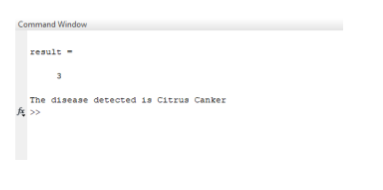 Command Window
result =
3
The disease detected is Citrus Canker
fx >>